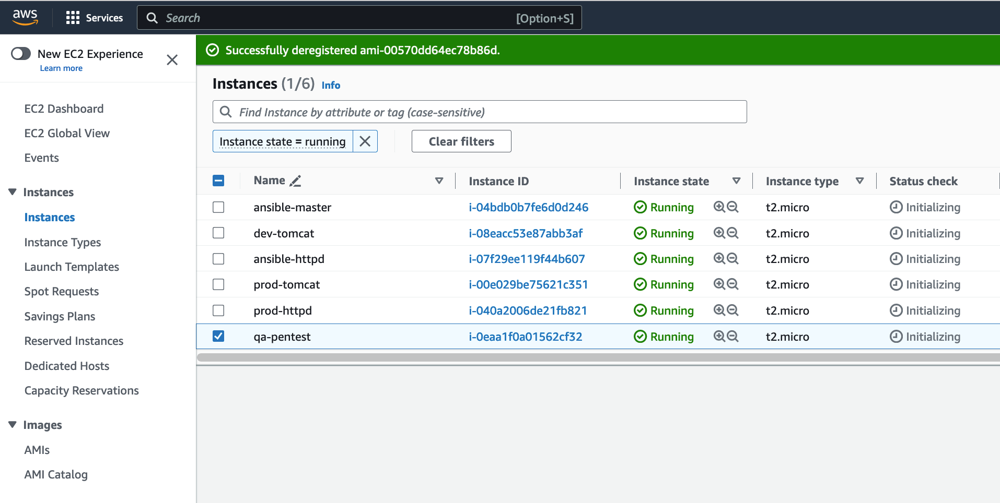 aws
Services
Search
[Option+S]
New EC2 Experience
Learn more
EC2 Dashboard
EC2 Global View
Events
Instances
Instances
Instance Types
Launch Templates
Spot Requests
Savings Plans
Reserved Instances
Dedicated Hosts
Capacity Reservations
Images
AMIs
AMI Catalog
Successfully deregistered ami-00570dd64ec78b86d.
Instances (1/6) Info
Find Instance by attribute or tag (case-sensitive)
Instance state = running
Clear filters
Name Instance ID Instance state Instance type Status check
ansible-master i-04bdb0b7fe6d0d246 Running t2.micro Initializing
dev-tomcat i-08eacc53e87abb3af Running t2.micro Initializing
ansible-httpd i-07f29ee119f44b607 Running t2.micro Initializing
prod-tomcat i-00e029be75621c351 Running t2.micro Initializing
prod-httpd i-040a2006de21fb821 Running t2.micro Initializing
qa-pentest i-0eaa1f0a01562cf32 Running t2.micro Initializing